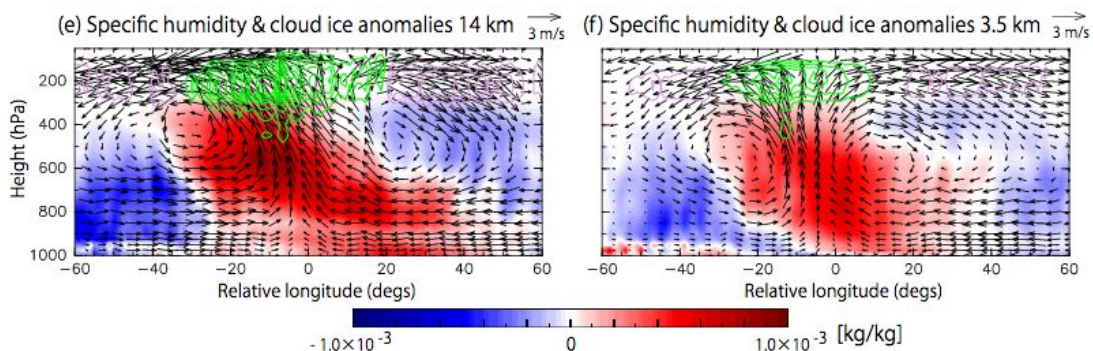 (e) Specific humidity & cloud ice anomalies 14 km 3 m/s
(f) Specific humidity & cloud ice anomalies 3.5 km 3 m/s
Height (hPa)
200
400
600
800
1000
-60 -40 -20 0 20 40 60
-60 -40 -20 0 20 40 60
Relative longitude (degs)
Relative longitude (degs)
-1.0×10⁻³ 0 1.0×10⁻³ [kg/kg]